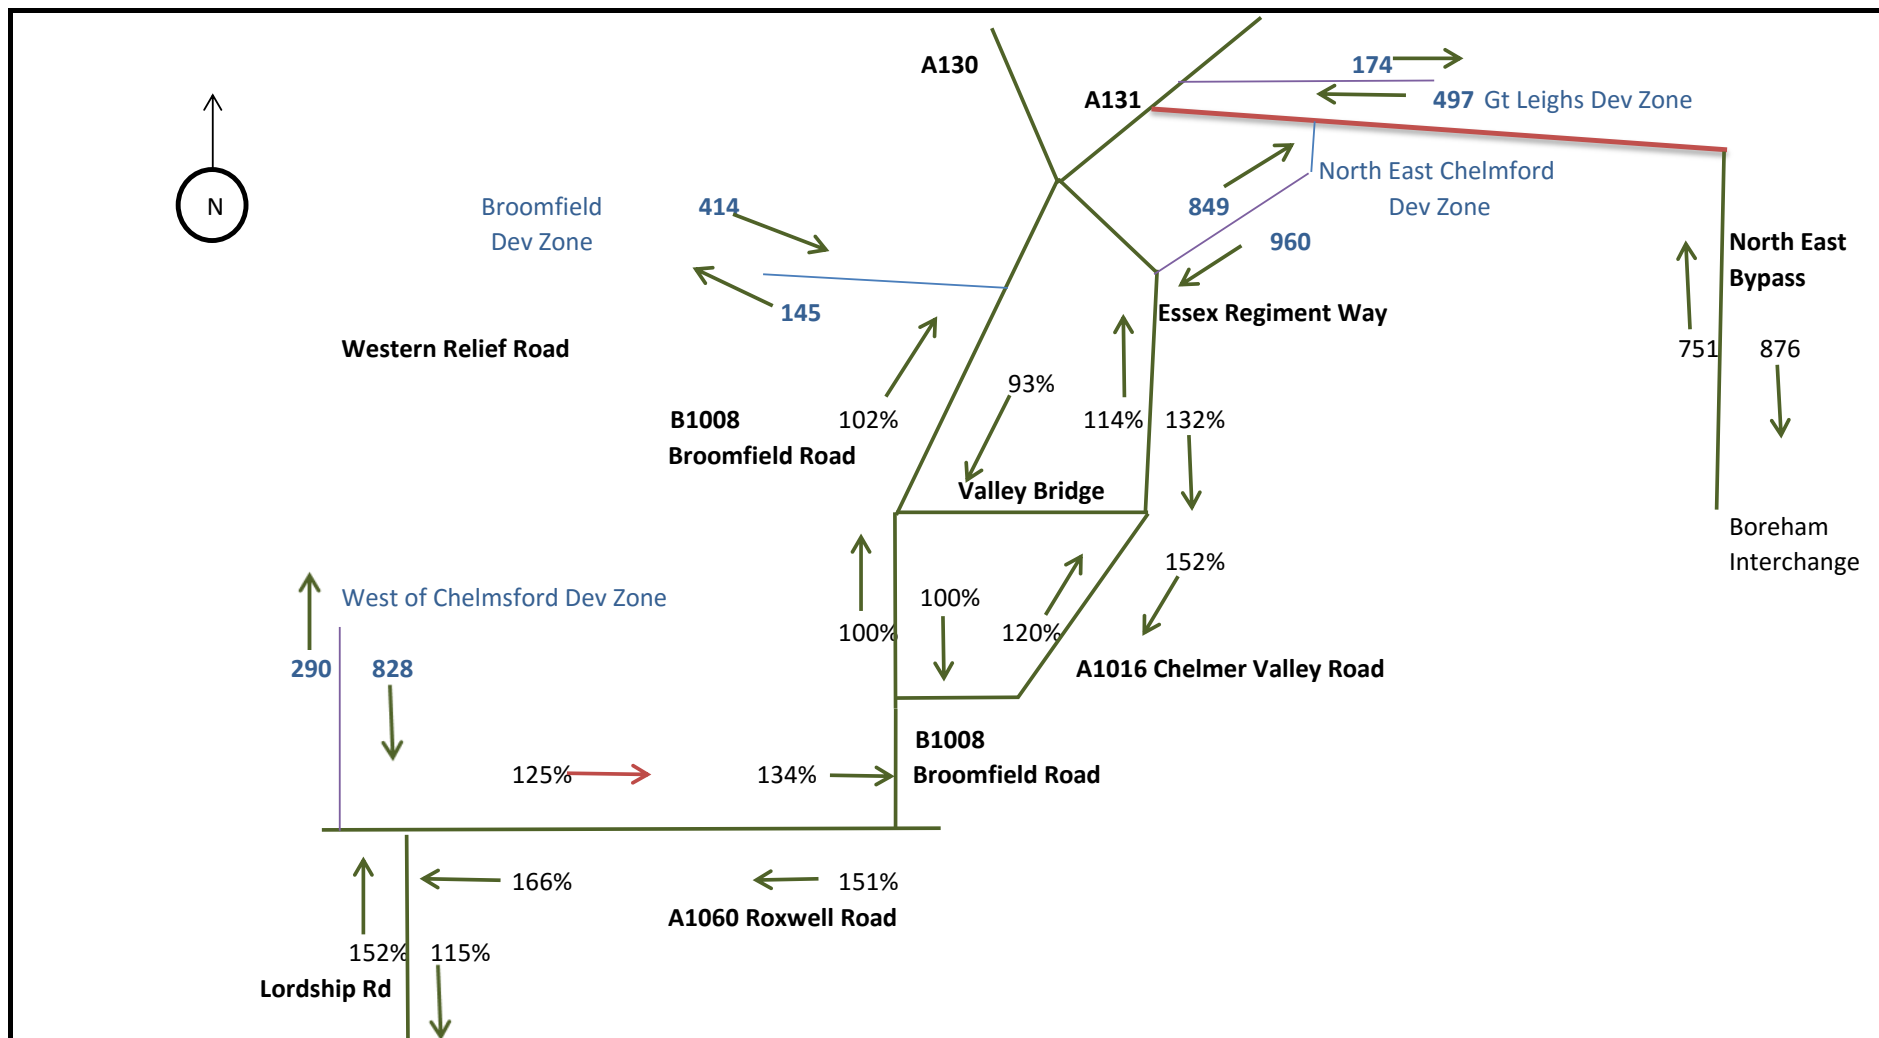 A130
174
A131
497 Gt Leighs Dev Zone
N
Broomfield
Dev Zone
414
145
North East Chelmford
Dev Zone
849
960
North East
Bypass
Essex Regiment Way
751
876
Western Relief Road
93%
B1008
Broomfield Road
102%
114%
132%
Valley Bridge
Boreham
Interchange
152%
West of Chelmsford Dev Zone
100%
100%
120%
290
828
A1016 Chelmer Valley Road
B1008
Broomfield Road
125%
134%
166%
151%
A1060 Roxwell Road
152%
115%
Lordship Rd